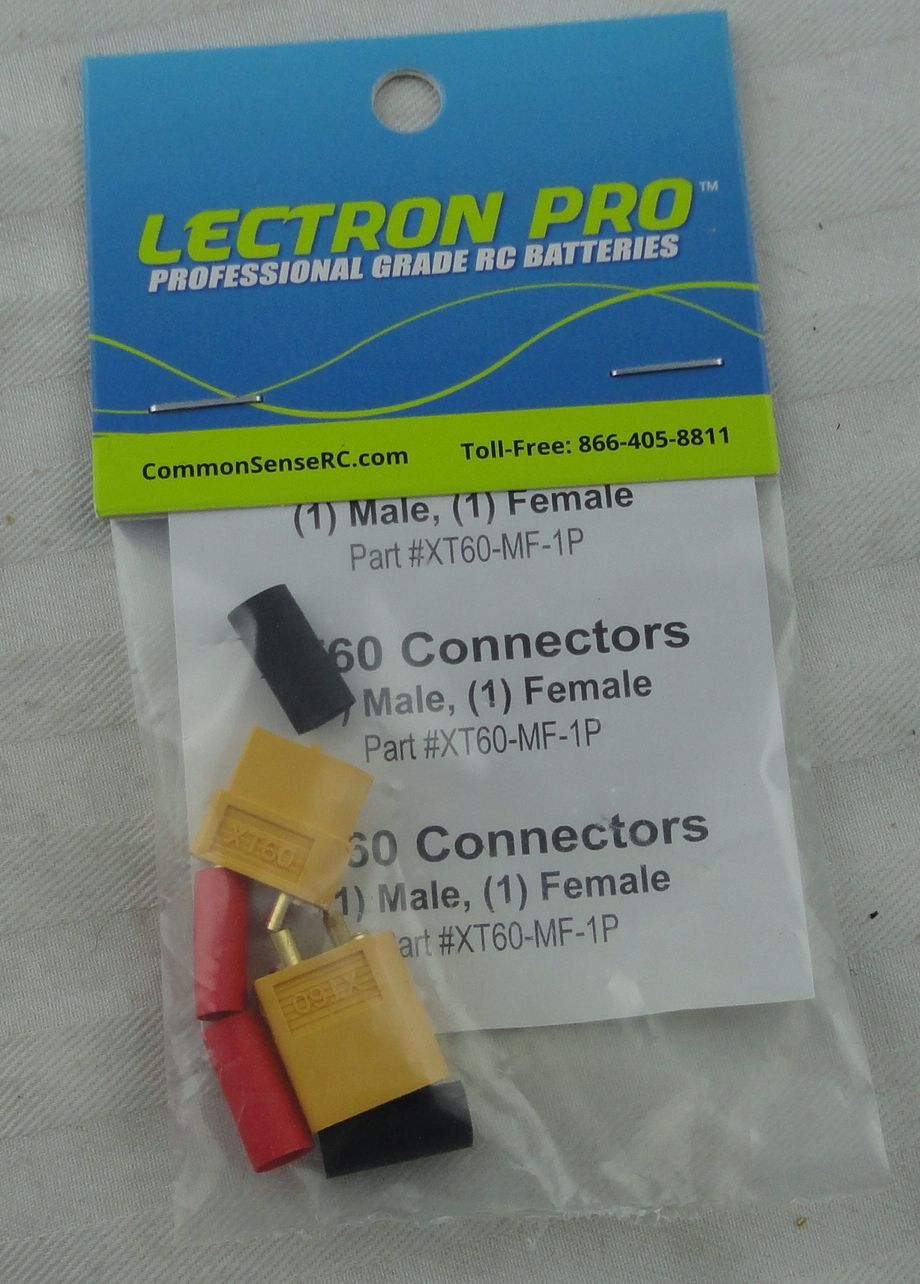 LECTRON PRO™
PROFESSIONAL GRADE RC BATTERIES
CommonSenseRC.com Toll-Free: 866-405-8811
(1) Male, (1) Female
Part #XT60-MF-1P
60 Connectors
) Male, (1) Female
Part #XT60-MF-1P
XT60
60 Connectors
1) Male, (1) Female
art #XT60-MF-1P
XT60